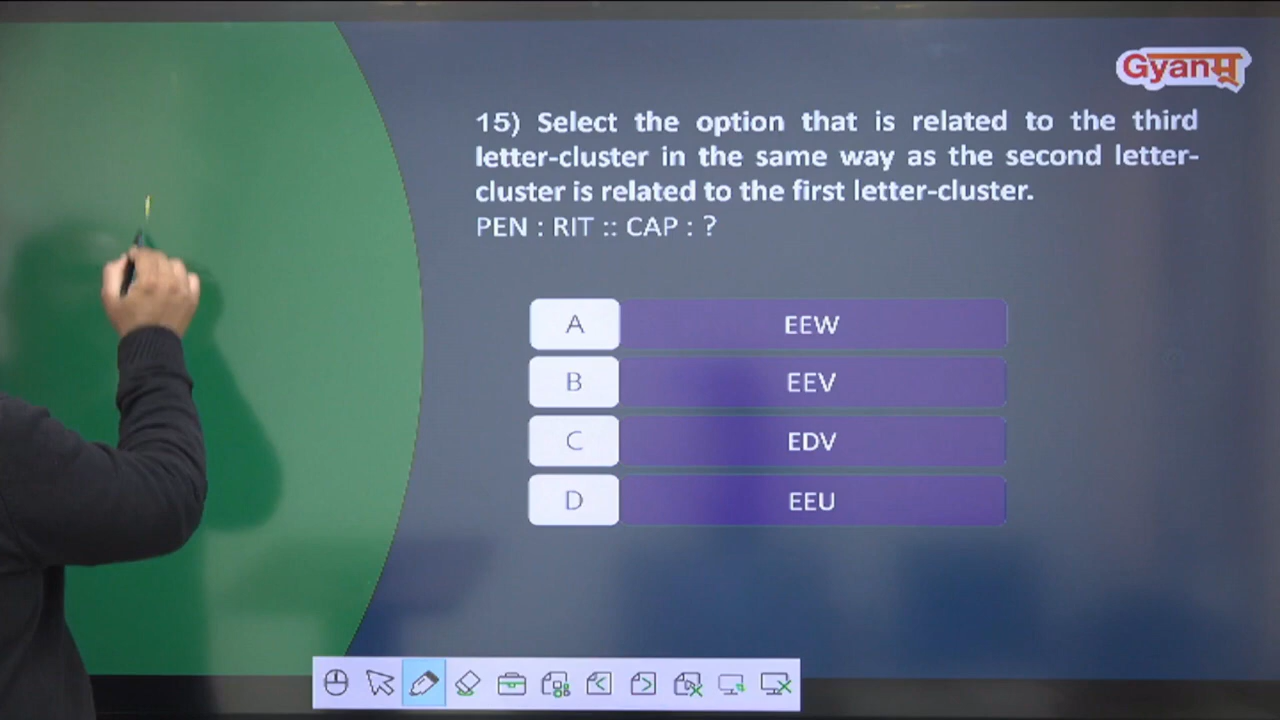 Gyanम्
15) Select the option that is related to the third
letter-cluster in the same way as the second letter-
cluster is related to the first letter-cluster.
PEN : RIT :: CAP : ?
A EEW
B EEV
C EDV
D EEU